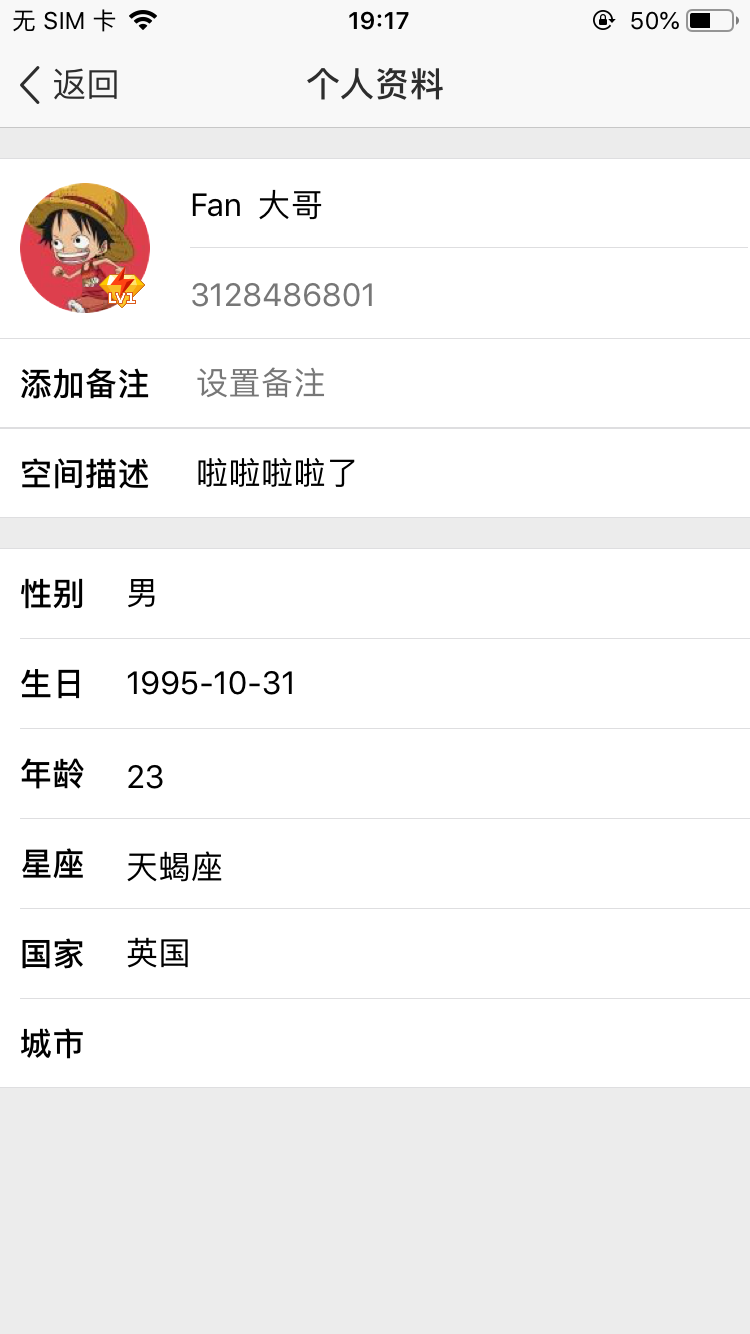 无 SIM 卡 19:17 50%
返回 个人资料
Fan 大哥
LV1
3128486801
添加备注 设置备注
空间描述 啦啦啦啦了
性别 男
生日 1995-10-31
年龄 23
星座 天蝎座
国家 英国
城市